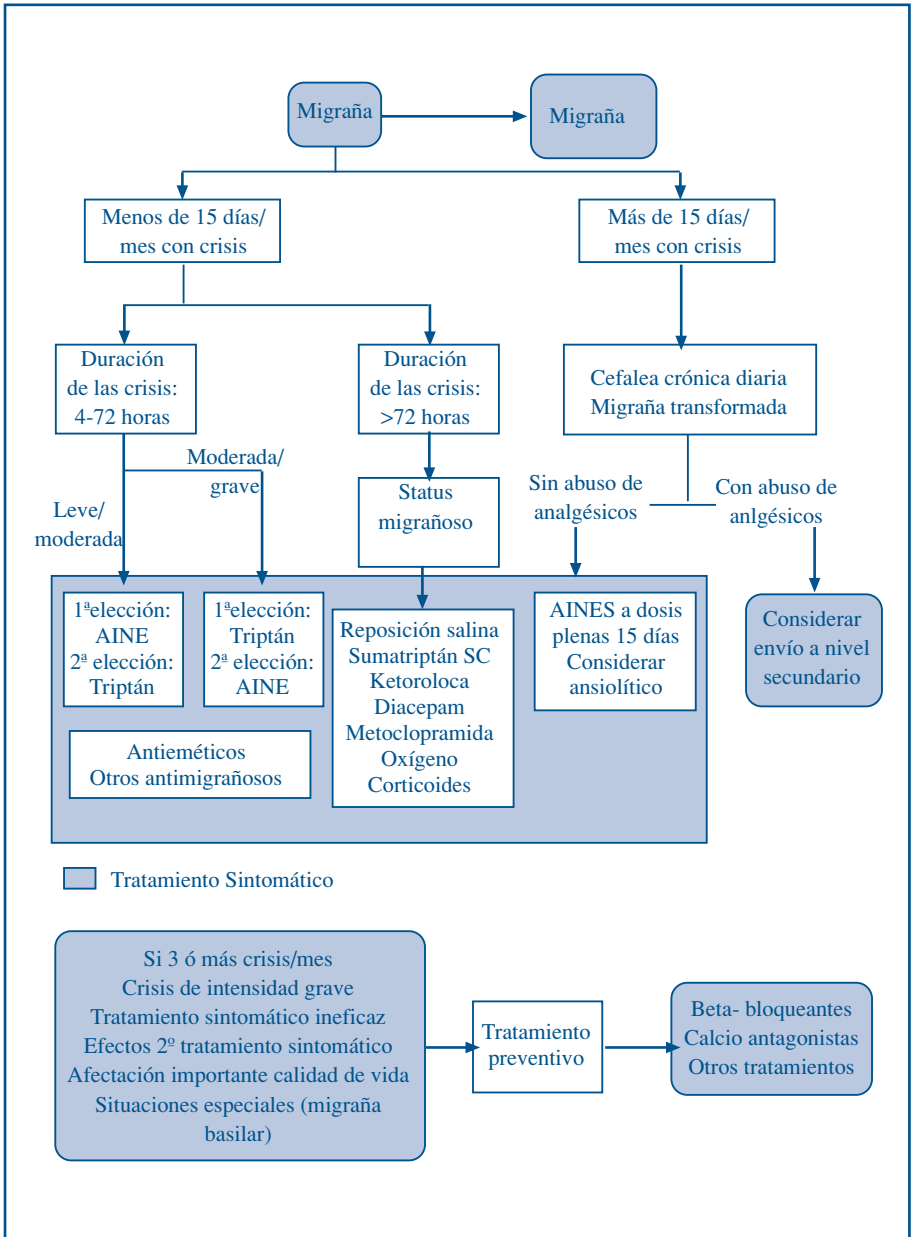 Migraña
Migraña
Menos de 15 días/
mes con crisis
Más de 15 días/
mes con crisis
Duración
de las crisis:
4-72 horas
Duración
de las crisis:
>72 horas
Cefalea crónica diaria
Migraña transformada
Leve/
moderada
Moderada/
grave
Status
migrañoso
Sin abuso de
analgésicos
Con abuso de
anlgésicos
1ªelección:
AINE
2ª elección:
Triptán
1ªelección:
Triptán
2ª elección:
AINE
Antieméticos
Otros antimigrañosos
Reposición salina
Sumatriptán SC
Ketoroloca
Diacepam
Metoclopramida
Oxígeno
Corticoides
AINES a dosis
plenas 15 días
Considerar
ansiolítico
Considerar
envío a nivel
secundario
Tratamiento Sintomático
Si 3 ó más crisis/mes
Crisis de intensidad grave
Tratamiento sintomático ineficaz
Efectos 2º tratamiento sintomático
Afectación importante calidad de vida
Situaciones especiales (migraña
basilar)
Tratamiento
preventivo
Beta- bloqueantes
Calcio antagonistas
Otros tratamientos